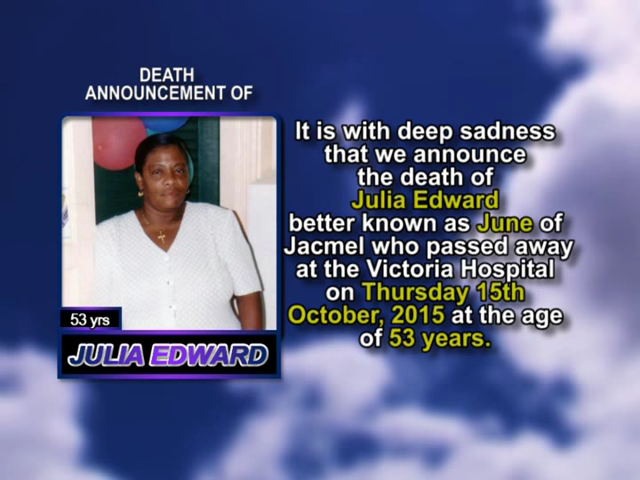 DEATH
ANNOUNCEMENT OF
53 yrs
JULIA EDWARD
It is with deep sadness
that we announce
the death of
Julia Edward
better known as June of
Jacmel who passed away
at the Victoria Hospital
on Thursday 15th
October, 2015 at the age
of 53 years.